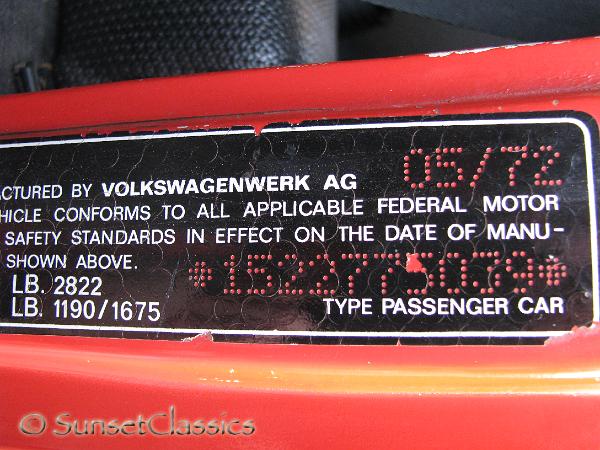 05/72
ACTURED BY VOLKSWAGENWERK AG
HICLE CONFORMS TO ALL APPLICABLE FEDERAL MOTOR
SAFETY STANDARDS IN EFFECT ON THE DATE OF MANU-
SHOWN ABOVE.
*1522775039*
LB. 2822
LB. 1190/1675 TYPE PASSENGER CAR
© SunsetClassics